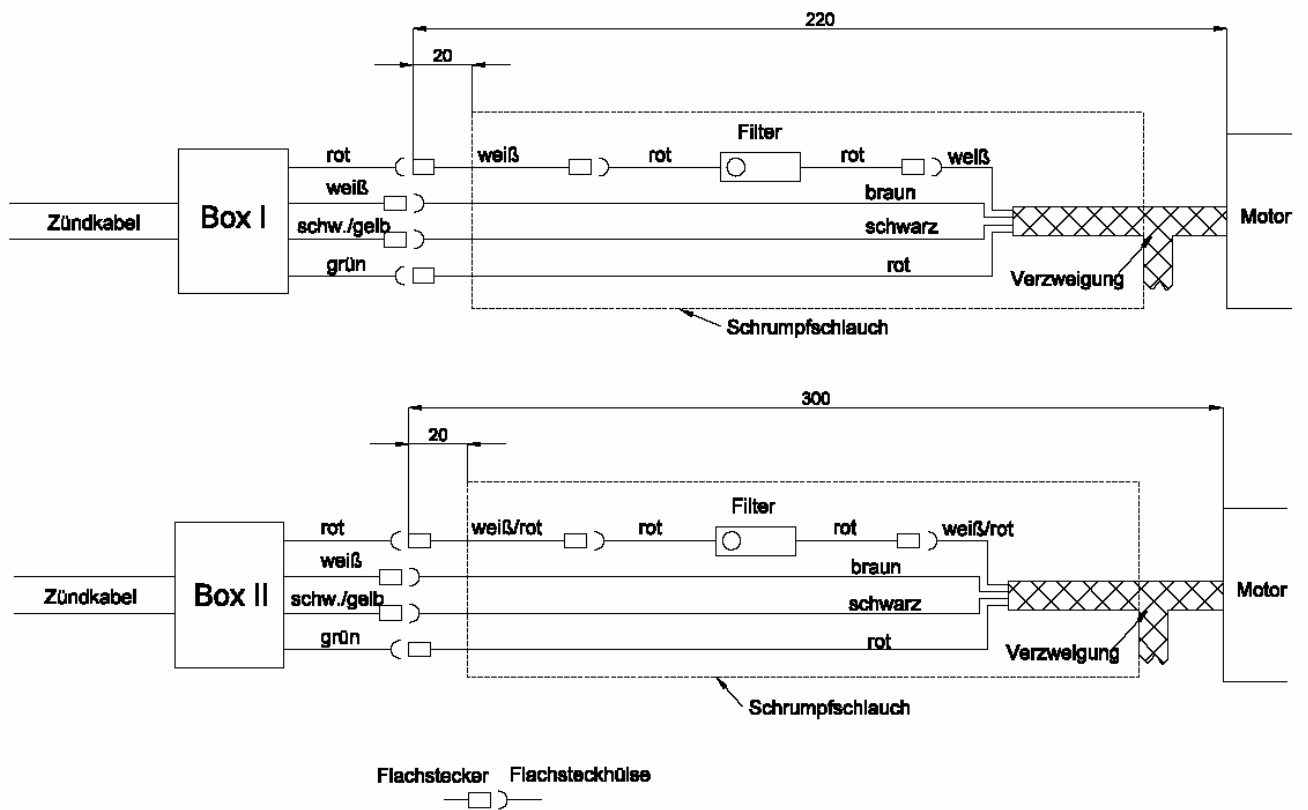 220
20
Filter
rot weiß rot rot weiß
weiß braun
Zündkabel Box I schw./gelb schwarz Motor
grün rot Verzweigung
Schrumpfschlauch
300
20
Filter
rot weiß/rot rot rot weiß/rot
weiß braun
Zündkabel Box II schw./gelb schwarz Motor
grün rot Verzweigung
Schrumpfschlauch
Flachstecker Flachsteckhülse